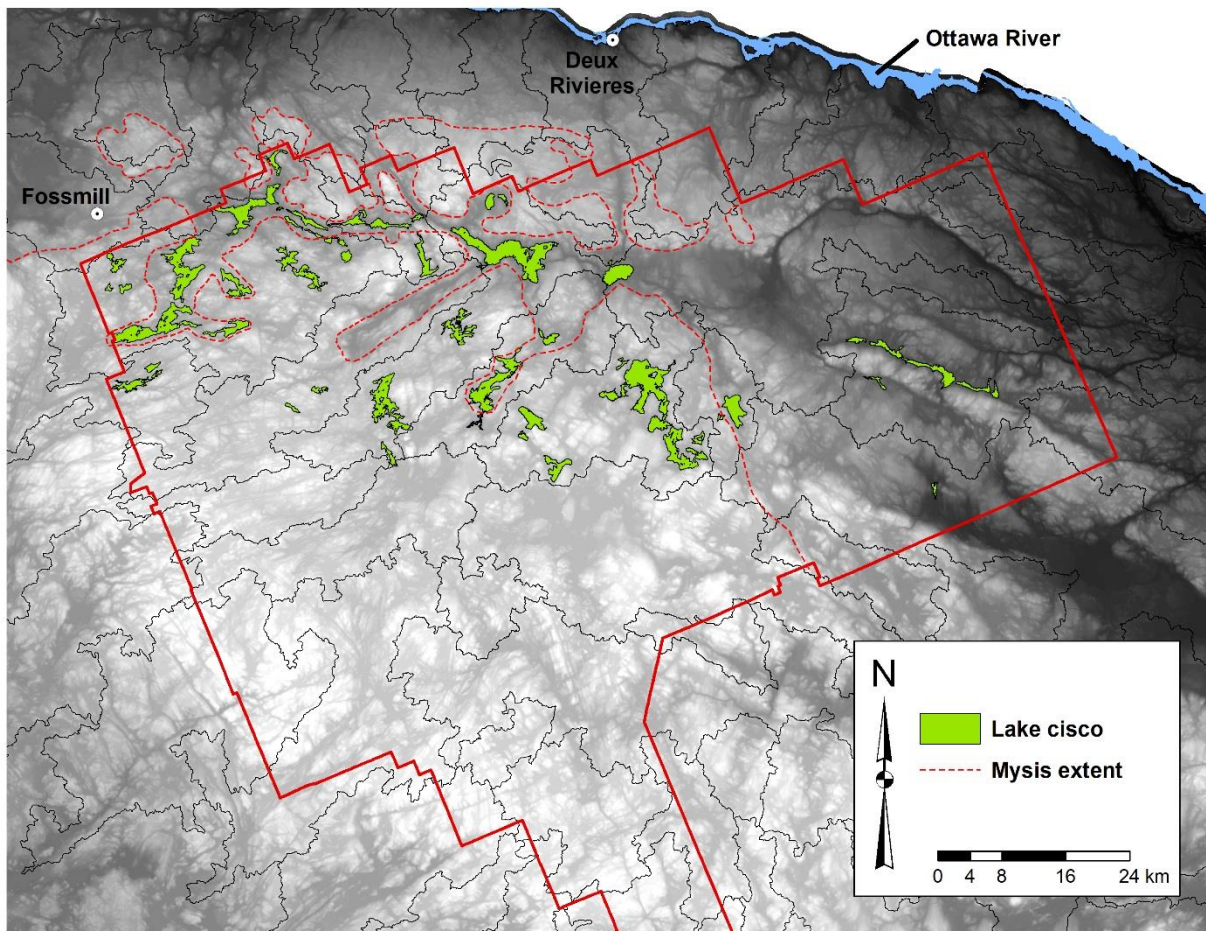 Ottawa River
Deux
Rivieres
Fossmill
N
Lake cisco
Mysis extent
0 4 8 16 24 km